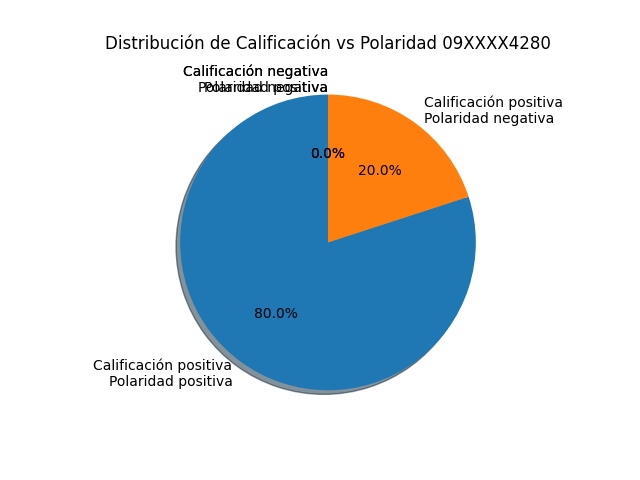 Distribución de Calificación vs Polaridad 09XXXX4280
Calificación negativa
Calificación positiva
Polaridad negativa
0.0%
20.0%
80.0%
Calificación positiva
Polaridad positiva